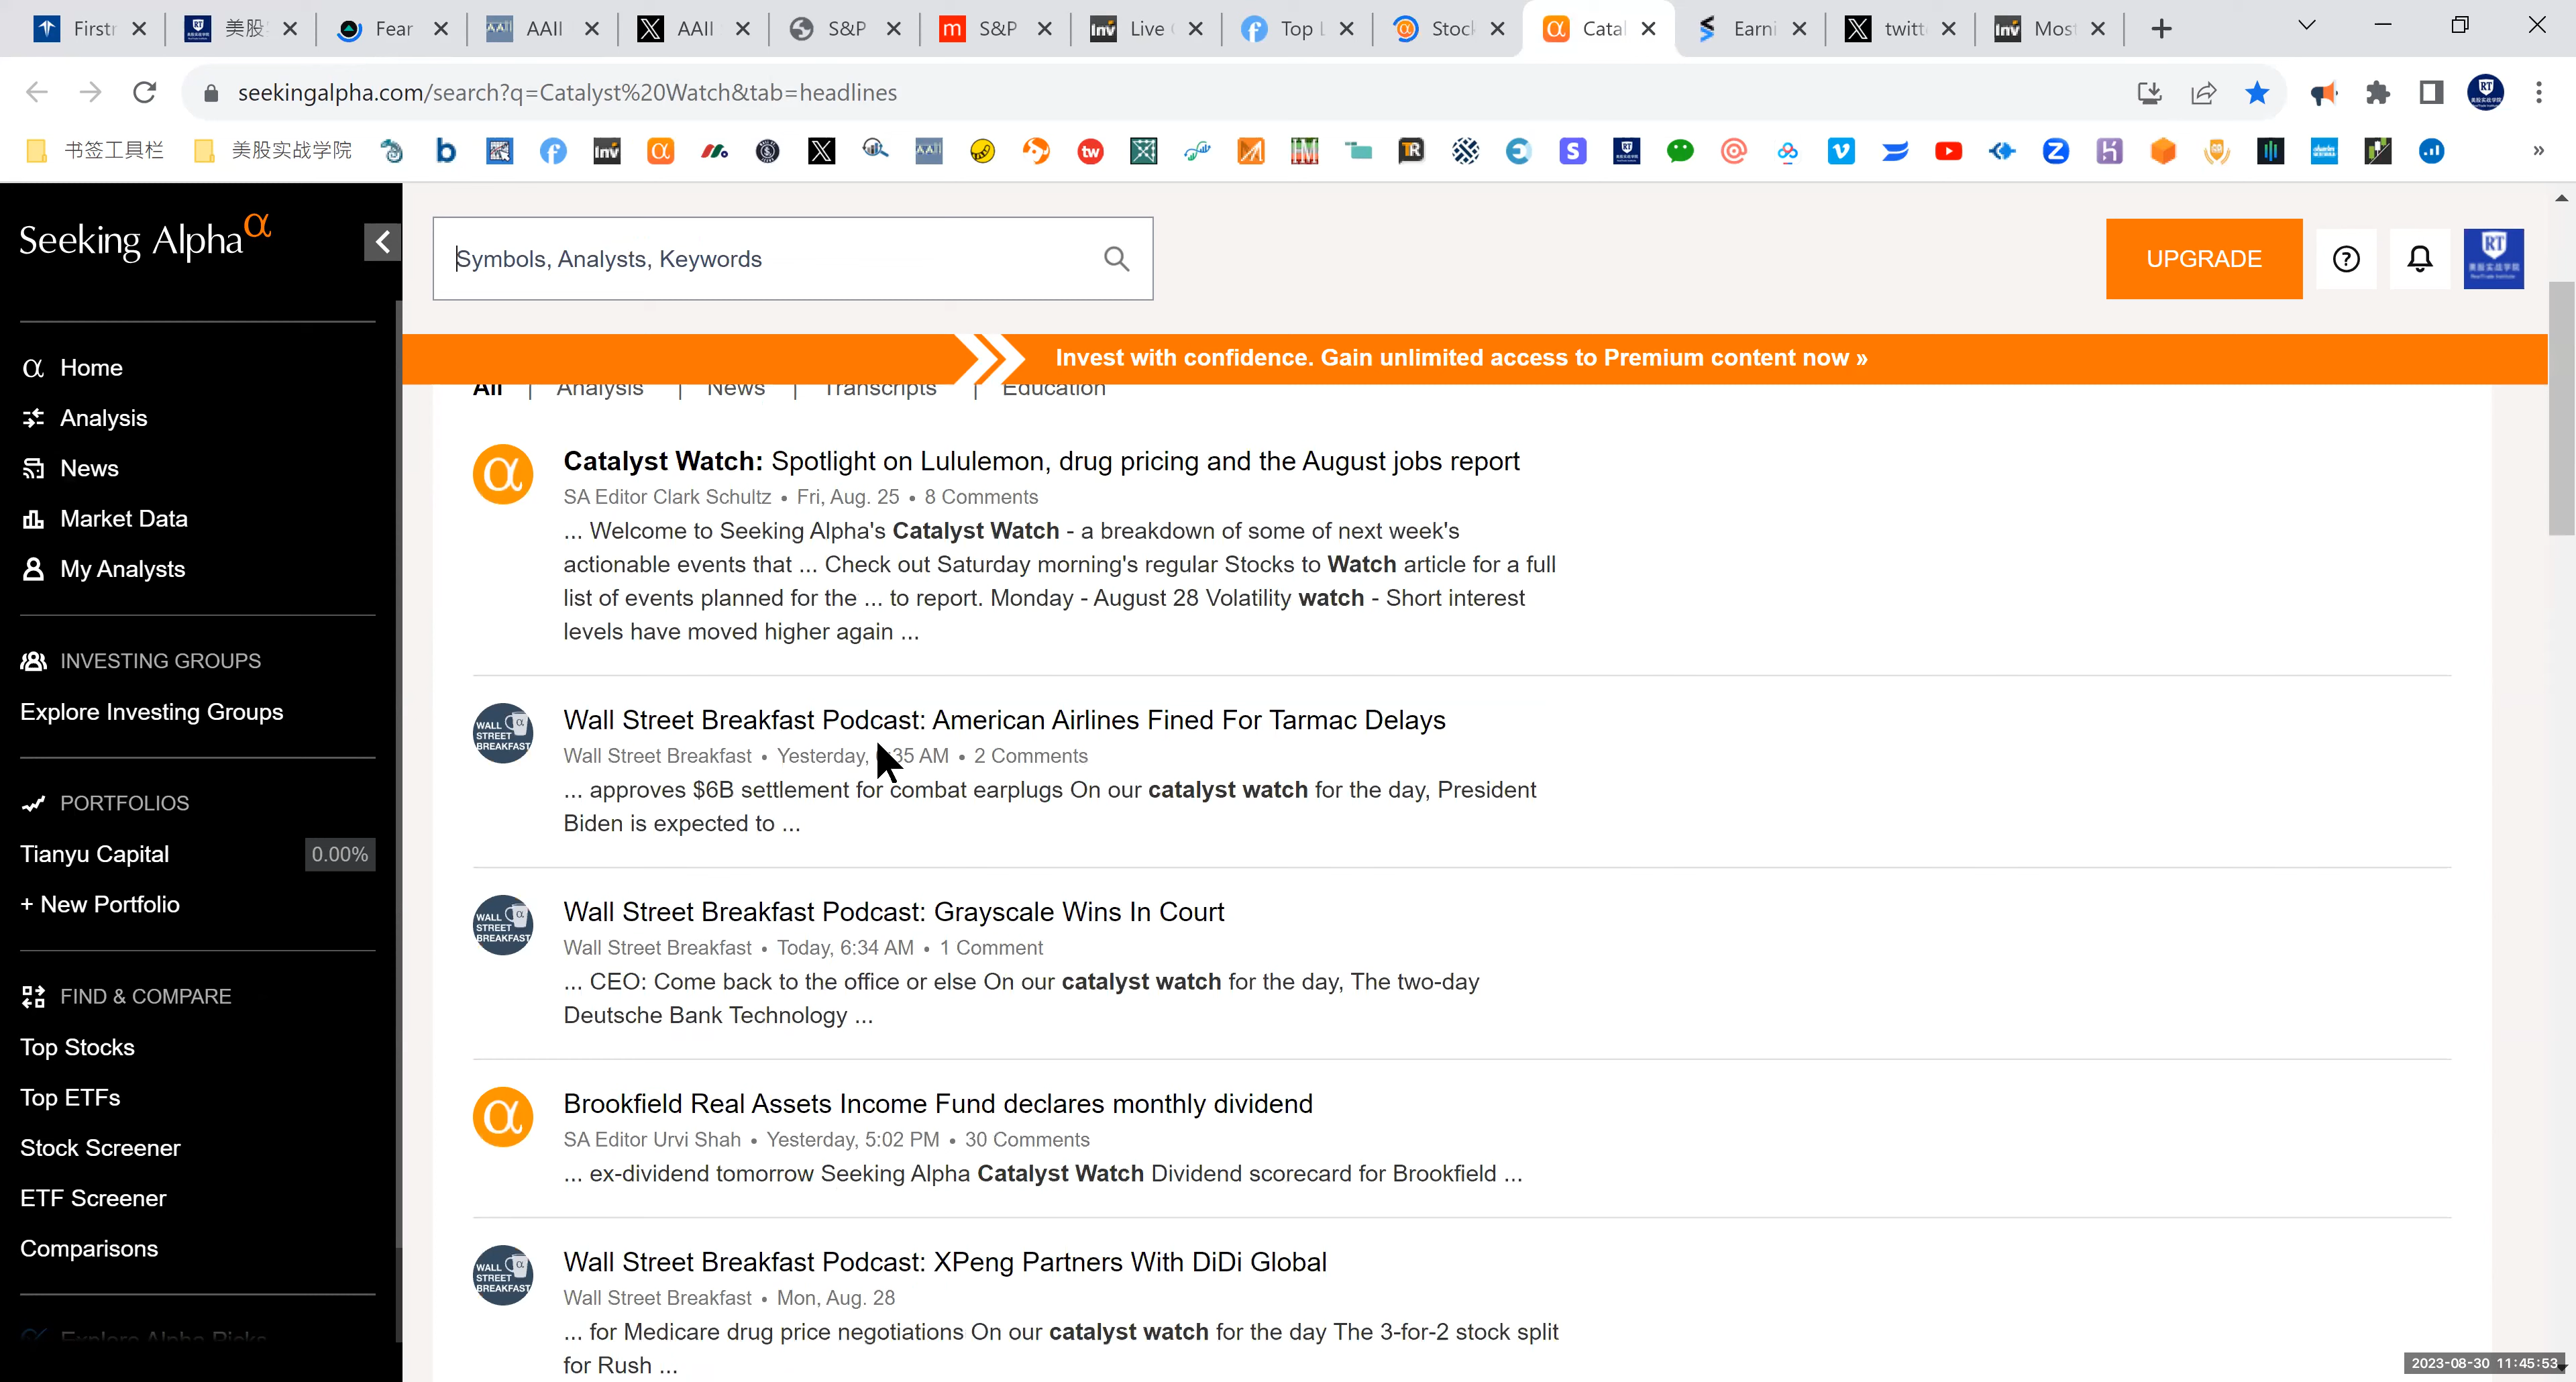 Firstr
美股
Fear
AAII
AAII
S&P
S&P
Live
Top L
Stock
Catal
Earni
twitt
Most
seekingalpha.com/search?q=Catalyst%20Watch&tab=headlines
书签工具栏
美股实战学院
Seeking Alpha α
Symbols, Analysts, Keywords
UPGRADE
Invest with confidence. Gain unlimited access to Premium content now »
All | Analysis | News | Transcripts | Education
Home
Analysis
News
Market Data
My Analysts
INVESTING GROUPS
Explore Investing Groups
PORTFOLIOS
Tianyu Capital 0.00%
+ New Portfolio
FIND & COMPARE
Top Stocks
Top ETFs
Stock Screener
ETF Screener
Comparisons
Explore Alpha Picks
Catalyst Watch: Spotlight on Lululemon, drug pricing and the August jobs report
SA Editor Clark Schultz • Fri, Aug. 25 • 8 Comments
... Welcome to Seeking Alpha's Catalyst Watch - a breakdown of some of next week's
actionable events that ... Check out Saturday morning's regular Stocks to Watch article for a full
list of events planned for the ... to report. Monday - August 28 Volatility watch - Short interest
levels have moved higher again ...
WALL STREET BREAKFAST
Wall Street Breakfast Podcast: American Airlines Fined For Tarmac Delays
Wall Street Breakfast • Yesterday, :35 AM • 2 Comments
... approves $6B settlement for combat earplugs On our catalyst watch for the day, President
Biden is expected to ...
WALL STREET BREAKFAST
Wall Street Breakfast Podcast: Grayscale Wins In Court
Wall Street Breakfast • Today, 6:34 AM • 1 Comment
... CEO: Come back to the office or else On our catalyst watch for the day, The two-day
Deutsche Bank Technology ...
Brookfield Real Assets Income Fund declares monthly dividend
SA Editor Urvi Shah • Yesterday, 5:02 PM • 30 Comments
... ex-dividend tomorrow Seeking Alpha Catalyst Watch Dividend scorecard for Brookfield ...
WALL STREET BREAKFAST
Wall Street Breakfast Podcast: XPeng Partners With DiDi Global
Wall Street Breakfast • Mon, Aug. 28
... for Medicare drug price negotiations On our catalyst watch for the day The 3-for-2 stock split
for Rush ...
2023-08-30 11:45:53